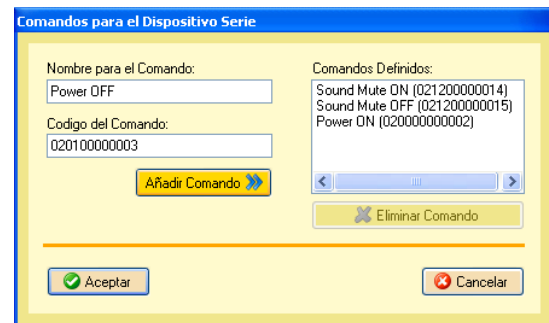 Comandos para el Dispositivo Serie
Nombre para el Comando:
Power OFF
Codigo del Comando:
020100000003
Añadir Comando
Comandos Definidos:
Sound Mute ON (021200000014)
Sound Mute OFF (021200000015)
Power ON (020000000002)
Eliminar Comando
Aceptar
Cancelar